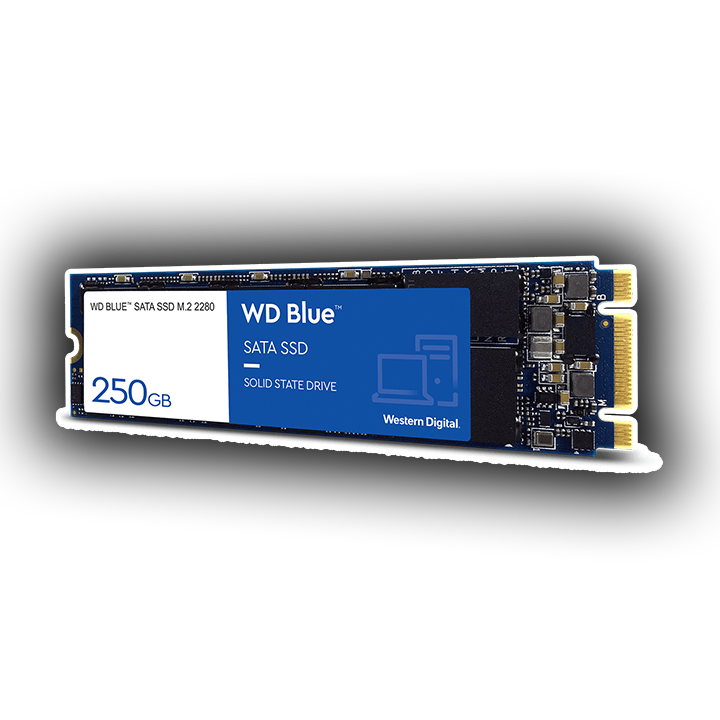 WD BLUE™ SATA SSD M.2 2280
250GB
WD Blue™
SATA SSD
SOLID STATE DRIVE
Western Digital.
B
M